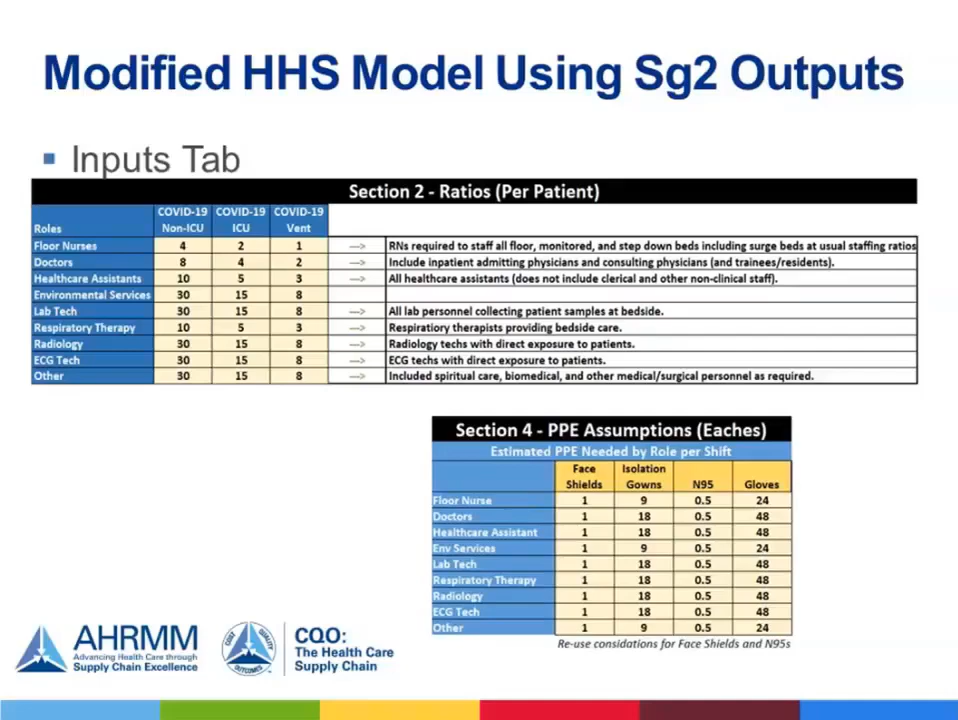 Modified HHS Model Using Sg2 Outputs
▪ Inputs Tab
Section 2 - Ratios (Per Patient)
COVID-19 COVID-19 COVID-19
Roles Non-ICU ICU Vent
Floor Nurses 4 2 1 ---> RNs required to staff all floor, monitored, and step down beds including surge beds at usual staffing ratios
Doctors 8 4 2 ---> Include inpatient admitting physicians and consulting physicians (and trainees/residents).
Healthcare Assistants 10 5 3 ---> All healthcare assistants (does not include clerical and other non-clinical staff).
Environmental Services 30 15 8
Lab Tech 30 15 8 ---> All lab personnel collecting patient samples at bedside.
Respiratory Therapy 10 5 3 ---> Respiratiory therapists providing bedside care.
Radiology 30 15 8 ---> Radiology techs with direct exposure to patients.
ECG Tech 30 15 8 ---> ECG techs with direct exposure to patients.
Other 30 15 8 ---> Included spiritual care, biomedical, and other medical/surgical personnel as required.
Section 4 - PPE Assumptions (Eaches)
Estimated PPE Needed by Role per Shift
Face Isolation
Shields Gowns N95 Gloves
Floor Nurse 1 9 0.5 24
Doctors 1 18 0.5 48
Healthcare Assistant 1 18 0.5 48
Env Services 1 9 0.5 24
Lab Tech 1 18 0.5 48
Respiratory Therapy 1 18 0.5 48
Radiology 1 18 0.5 48
ECG Tech 1 18 0.5 48
Other 1 9 0.5 24
Re-use considations for Face Shields and N95s
AHRMM
Advancing Health Care through
Supply Chain Excellence
COST QUALITY OUTCOMES
CQO:
The Health Care
Supply Chain